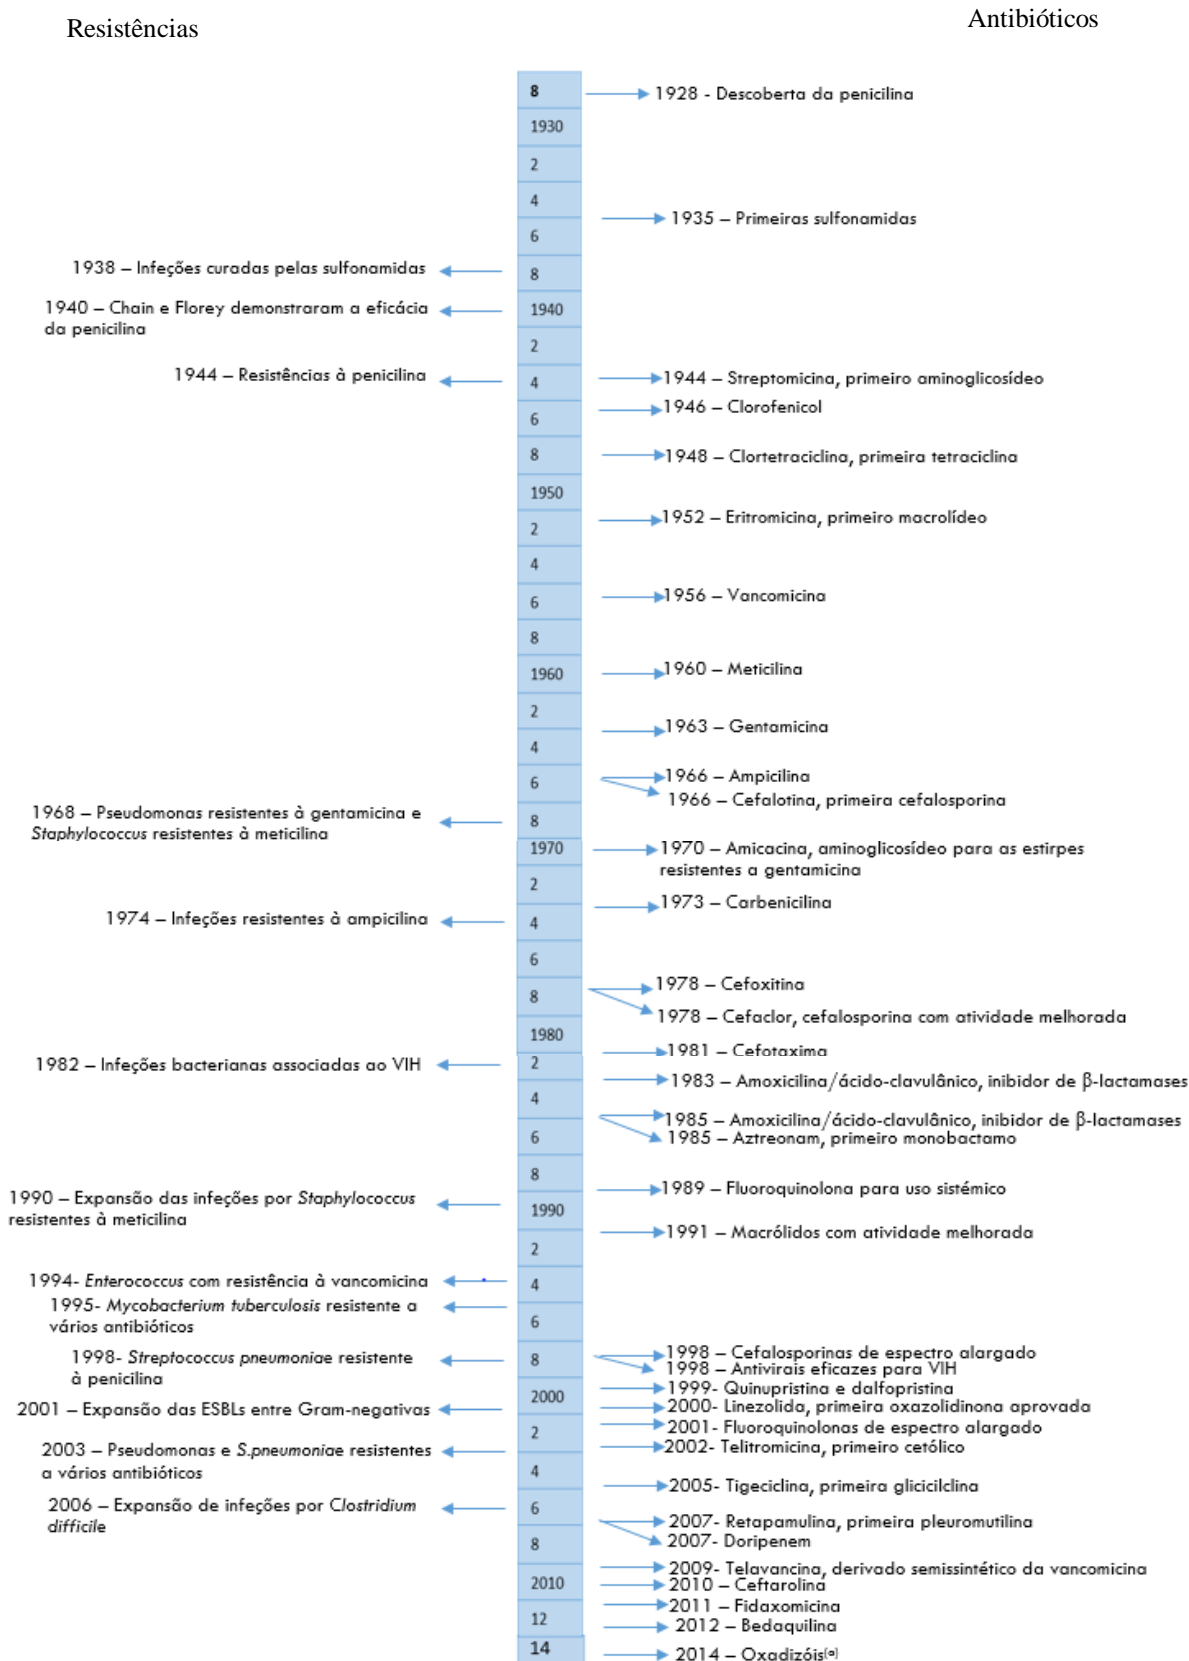 Resistências
Antibióticos
8
1928 - Descoberta da penicilina
1930
2
4
1935 – Primeiras sulfonamidas
6
1938 – Infeções curadas pelas sulfonamidas
8
1940 – Chain e Florey demonstraram a eficácia
da penicilina
1940
2
1944 – Resistências à penicilina
4
1944 – Streptomicina, primeiro aminoglicosídeo
1946 – Clorofenicol
6
8
1948 – Clortetraciclina, primeira tetraciclina
1950
1952 – Eritromicina, primeiro macrolídeo
2
4
6
1956 – Vancomicina
8
1960
1960 – Meticilina
2
1963 – Gentamicina
4
6
1966 – Ampicilina
1966 – Cefalotina, primeira cefalosporina
1968 – Pseudomonas resistentes à gentamicina e
Staphylococcus resistentes à meticilina
8
1970
1970 – Amicacina, aminoglicosídeo para as estirpes
resistentes a gentamicina
2
1973 – Carbenicilina
1974 – Infeções resistentes à ampicilina
4
6
1978 – Cefoxitina
8
1978 – Cefaclor, cefalosporina com atividade melhorada
1980
1981 – Cefotaxima
1982 – Infeções bacterianas associadas ao VIH
2
1983 – Amoxicilina/ácido-clavulânico, inibidor de β-lactamases
4
1985 – Amoxicilina/ácido-clavulânico, inibidor de β-lactamases
1985 – Aztreonam, primeiro monobactamo
6
8
1989 – Fluoroquinolona para uso sistémico
1990 – Expansão das infeções por Staphylococcus
resistentes à meticilina
1990
1991 – Macrólidos com atividade melhorada
2
1994- Enterococcus com resistência à vancomicina
4
1995- Mycobacterium tuberculosis resistente a
vários antibióticos
6
1998- Streptococcus pneumoniae resistente
à penicilina
8
1998 – Cefalosporinas de espectro alargado
1998 – Antivirais eficazes para VIH
1999- Quinupristina e dalfopristina
2000
2000- Linezolida, primeira oxazolidinona aprovada
2001 – Expansão das ESBLs entre Gram-negativas
2001- Fluoroquinolonas de espectro alargado
2
2002- Telitromicina, primeiro cetólico
2003 – Pseudomonas e S.pneumoniae resistentes
a vários antibióticos
4
2005- Tigeciclina, primeira glicicilclina
2006 – Expansão de infeções por Clostridium
difficile
6
2007- Retapamulina, primeira pleuromutilina
2007- Doripenem
8
2009- Telavancina, derivado semissintético da vancomicina
2010
2010 – Ceftarolina
2011 – Fidaxomicina
12
2012 – Bedaquilina
14
2014 – Oxadizóis(a)